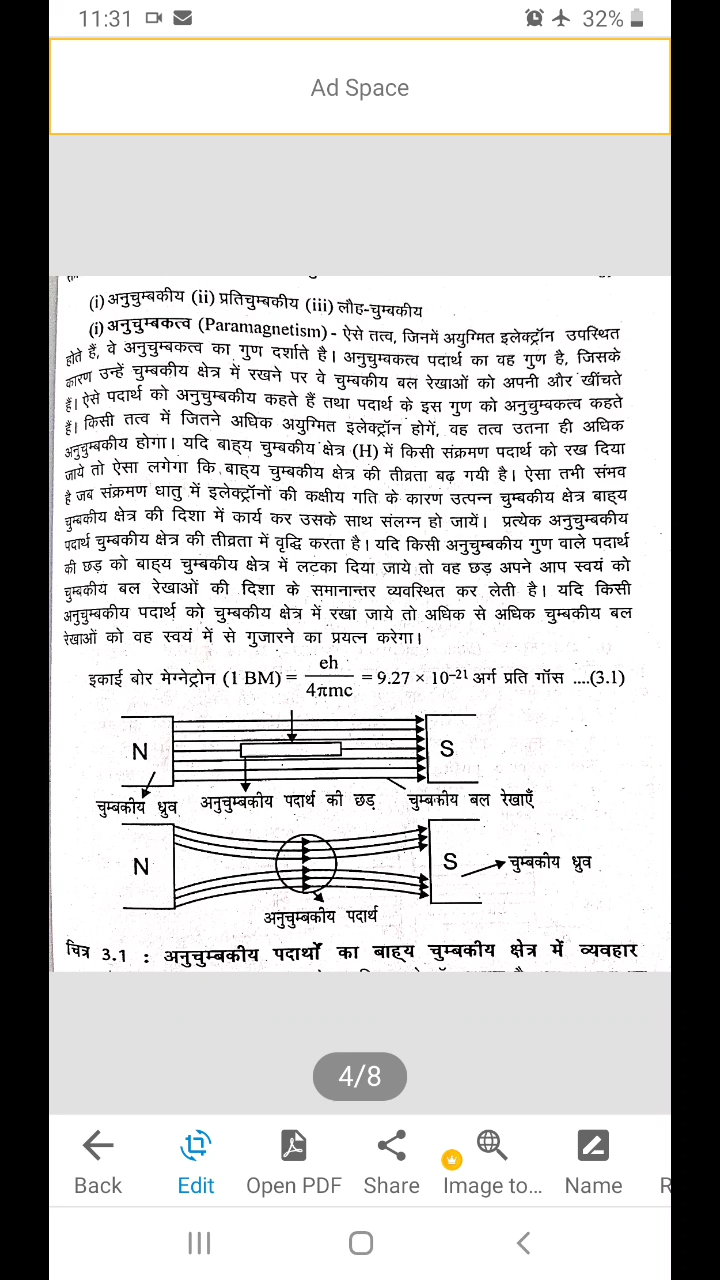 11:31
32%
Ad Space
(i) अनुचुम्बकीय (ii) प्रतिचुम्बकीय (iii) लौह-चुम्बकीय
(i) अनुचुम्बकत्व (Paramagnetism) - ऐसे तत्व, जिनमें अयुग्मित इलेक्ट्रॉन उपस्थित
होते हैं, वे अनुचुम्बकत्व का गुण दर्शाते है। अनुचुम्बकत्व पदार्थ का वह गुण है, जिसके
कारण उन्हें चुम्बकीय क्षेत्र में रखने पर वे चुम्बकीय बल रेखाओं को अपनी और खींचते
हैं। ऐसे पदार्थ को अनुचुम्बकीय कहते हैं तथा पदार्थ के इस गुण को अनुचुम्बकत्व कहते
हैं। किसी तत्व में जितने अधिक अयुग्मित इलेक्ट्रॉन होगें, वह तत्व उतना ही अधिक
अनुचुम्बकीय होगा। यदि बाह्य चुम्बकीय क्षेत्र (H) में किसी संक्रमण पदार्थ को रख दिया
जाये तो ऐसा लगेगा कि बाह्य चुम्बकीय क्षेत्र की तीव्रता बढ़ गयी है। ऐसा तभी संभव
है जब संक्रमण धातु में इलेक्ट्रॉनों की कक्षीय गति के कारण उत्पन्न चुम्बकीय क्षेत्र बाह्य
चुम्बकीय क्षेत्र की दिशा में कार्य कर उसके साथ संलग्न हो जायें। प्रत्येक अनुचुम्बकीय
पदार्थ चुम्बकीय क्षेत्र की तीव्रता में वृद्धि करता है। यदि किसी अनुचुम्बकीय गुण वाले पदार्थ
की छड़ को बाह्य चुम्बकीय क्षेत्र में लटका दिया जाये तो वह छड़ अपने आप स्वयं को
चुम्बकीय बल रेखाओं की दिशा के समानान्तर व्यवस्थित कर लेती है। यदि किसी
अनुचुम्बकीय पदार्थ को चुम्बकीय क्षेत्र में रखा जाये तो अधिक से अधिक चुम्बकीय बल
रेखाओं को वह स्वयं में से गुजारने का प्रयत्न करेगा।
इकाई बोर मेग्नेट्रोन (1 BM) = eh / 4πmc = 9.27 × 10⁻²¹ अर्ग प्रति गॉस ....(3.1)
N S
चुम्बकीय ध्रुव अनुचुम्बकीय पदार्थ की छड़ चुम्बकीय बल रेखाएँ
N S चुम्बकीय ध्रुव
अनुचुम्बकीय पदार्थ
चित्र 3.1 : अनुचुम्बकीय पदार्थों का बाह्य चुम्बकीय क्षेत्र में व्यवहार
4/8
Back Edit Open PDF Share Image to... Name R